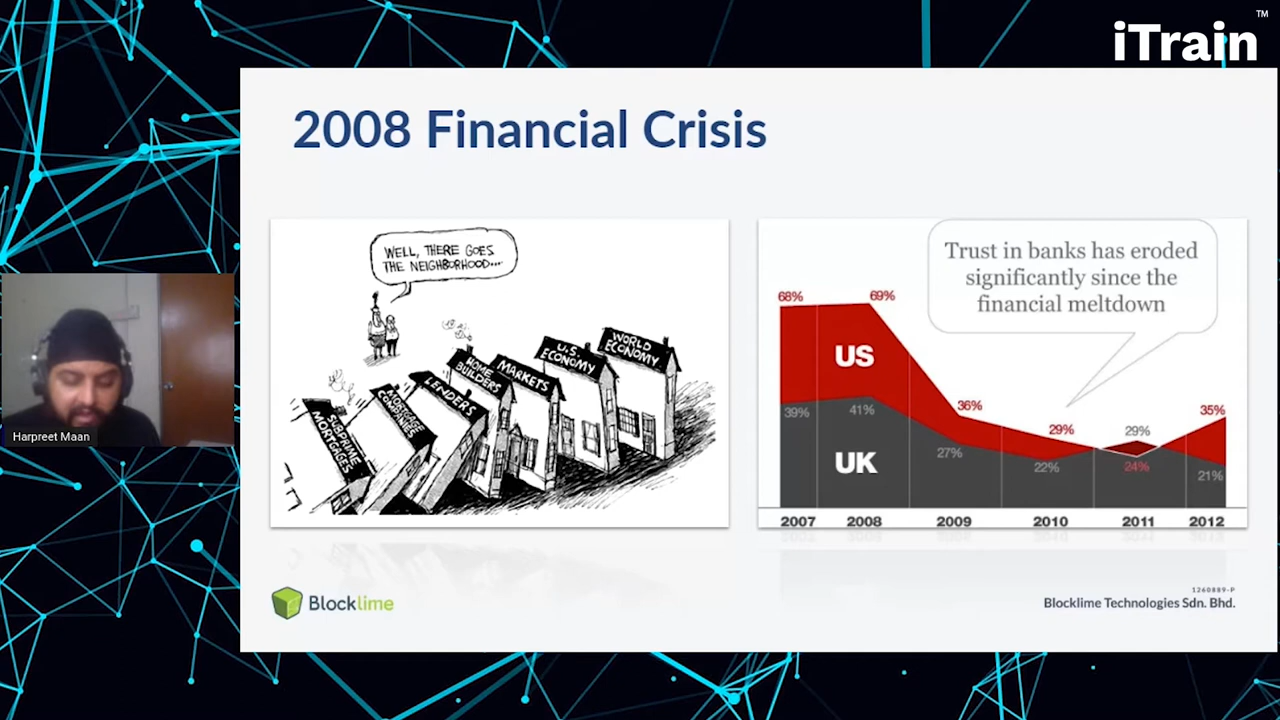 iTrain™
2008 Financial Crisis
WELL, THERE GOES
THE NEIGHBORHOOD...
SUBPRIME
MORTGAGES
MORTGAGE
COMPANIES
LENDERS
HOME
BUILDERS
MARKETS
U.S.
ECONOMY
WORLD
ECONOMY
Trust in banks has eroded
significantly since the
financial meltdown
68%
69%
US
36%
29%
29%
35%
39%
41%
27%
22%
24%
21%
UK
2007 2008 2009 2010 2011 2012
Harpreet Maan
Blocklime
1260889-P
Blocklime Technologies Sdn. Bhd.